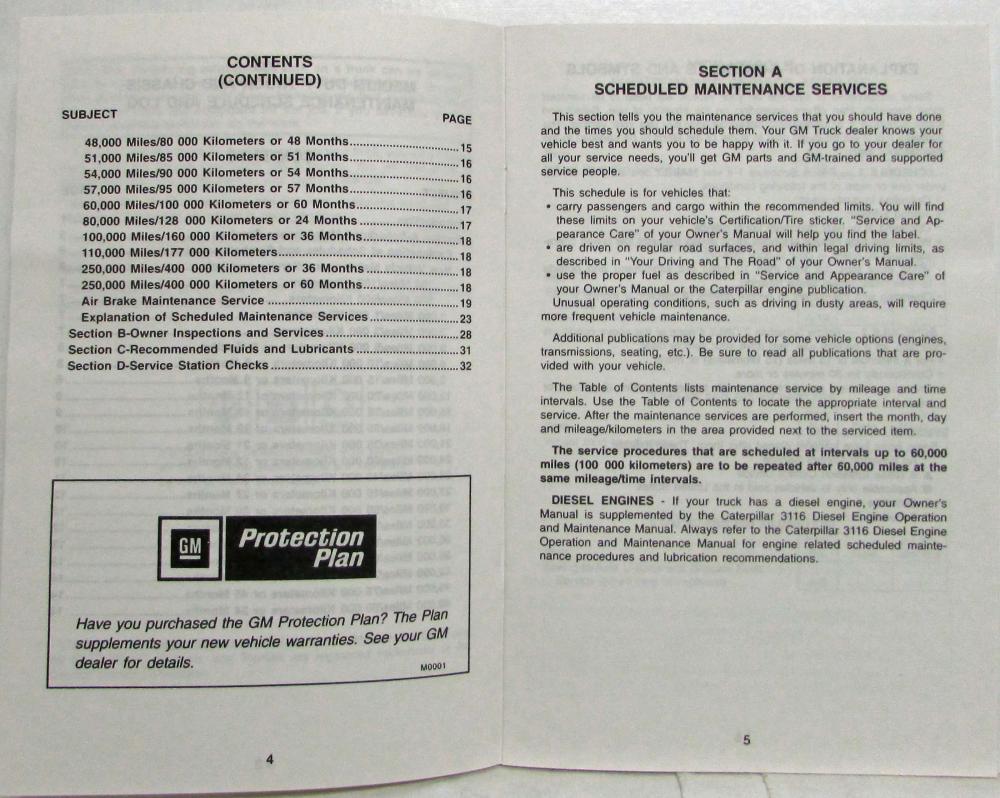 CONTENTS
(CONTINUED)
SUBJECT PAGE
48,000 Miles/80 000 Kilometers or 48 Months 15
51,000 Miles/85 000 Kilometers or 51 Months 16
54,000 Miles/90 000 Kilometers or 54 Months 16
57,000 Miles/95 000 Kilometers or 57 Months 16
60,000 Miles/100 000 Kilometers or 60 Months 17
80,000 Miles/128 000 Kilometers or 24 Months 17
100,000 Miles/160 000 Kilometers or 36 Months 18
110,000 Miles/177 000 Kilometers 18
250,000 Miles/400 000 Kilometers or 36 Months 18
250,000 Miles/400 000 Kilometers or 60 Months 18
Air Brake Maintenance Service 19
Explanation of Scheduled Maintenance Services 23
Section B-Owner Inspections and Services 28
Section C-Recommended Fluids and Lubricants 31
Section D-Service Station Checks 32
GM
Protection
Plan
Have you purchased the GM Protection Plan? The Plan
supplements your new vehicle warranties. See your GM
dealer for details.
M0001
4
SECTION A
SCHEDULED MAINTENANCE SERVICES
This section tells you the maintenance services that you should have done
and the times you should schedule them. Your GM Truck dealer knows your
vehicle best and wants you to be happy with it. If you go to your dealer for
all your service needs, you'll get GM parts and GM-trained and supported
service people.
This schedule is for vehicles that:
• carry passengers and cargo within the recommended limits. You will find
these limits on your vehicle's Certification/Tire sticker. "Service and Ap-
pearance Care" of your Owner's Manual will help you find the label.
• are driven on regular road surfaces, and within legal driving limits, as
described in "Your Driving and The Road" of your Owner's Manual.
• use the proper fuel as described in "Service and Appearance Care" of
your Owner's Manual or the Caterpillar engine publication.
Unusual operating conditions, such as driving in dusty areas, will require
more frequent vehicle maintenance.
Additional publications may be provided for some vehicle options (engines,
transmissions, seating, etc.). Be sure to read all publications that are pro-
vided with your vehicle.
The Table of Contents lists maintenance service by mileage and time
intervals. Use the Table of Contents to locate the appropriate interval and
service. After the maintenance services are performed, insert the month, day
and mileage/kilometers in the area provided next to the serviced item.
The service procedures that are scheduled at intervals up to 60,000
miles (100 000 kilometers) are to be repeated after 60,000 miles at the
same mileage/time intervals.
DIESEL ENGINES - If your truck has a diesel engine, your Owner's
Manual is supplemented by the Caterpillar 3116 Diesel Engine Operation
and Maintenance Manual. Always refer to the Caterpillar 3116 Diesel Engine
Operation and Maintenance Manual for engine related scheduled mainte-
nance procedures and lubrication recommendations.
5